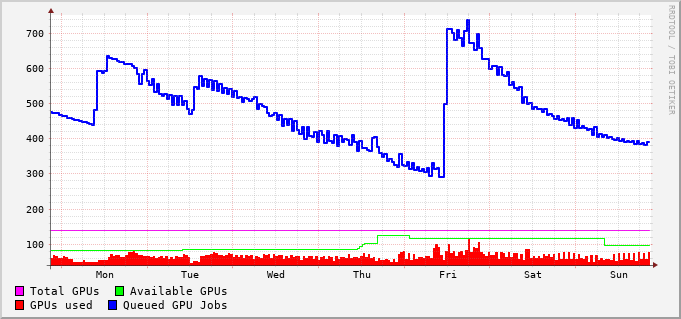 700
600
500
400
300
200
100
Mon Tue Wed Thu Fri Sat Sun
Total GPUs Available GPUs
GPUs used Queued GPU Jobs
RRDTOOL / TOBI OETIKER